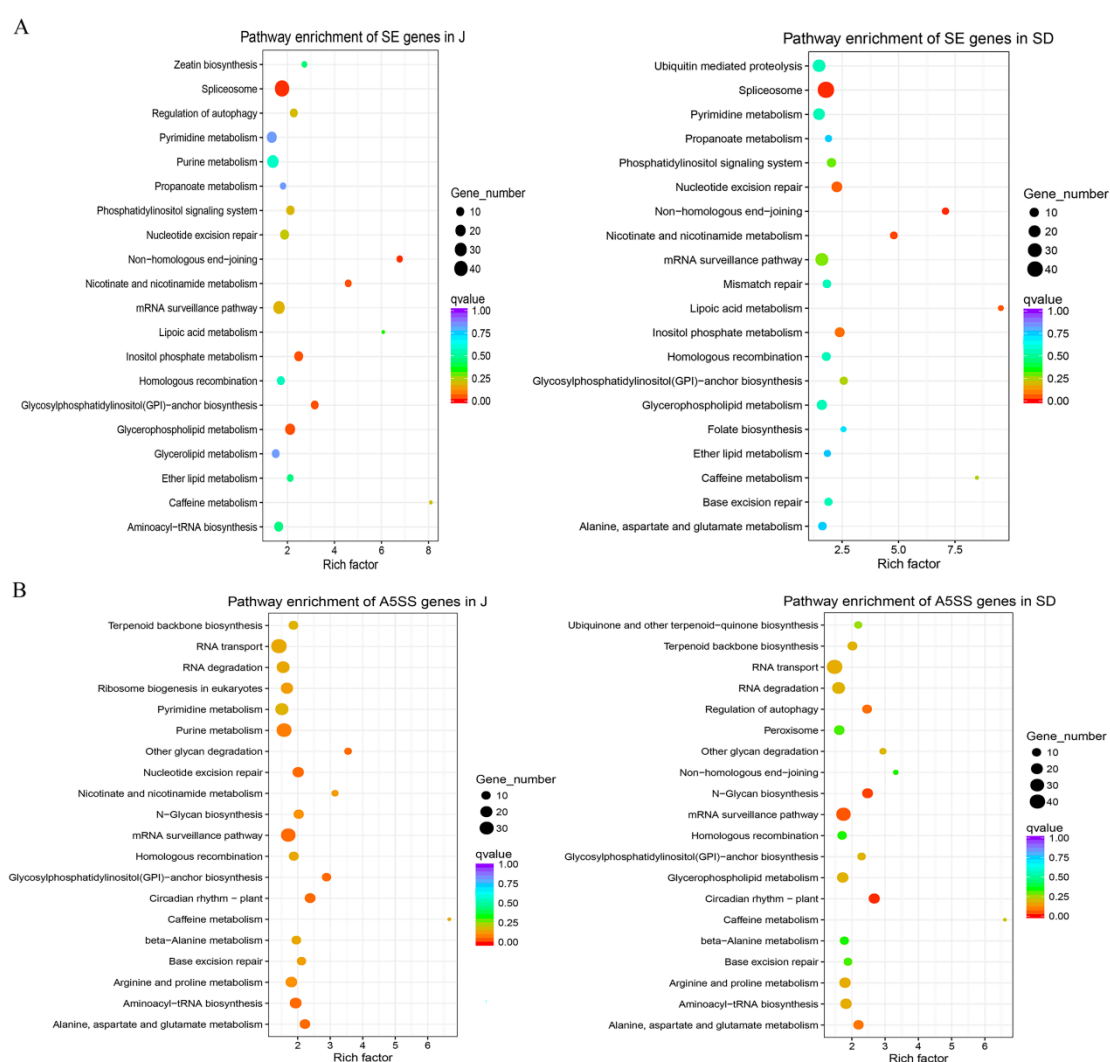 A
Pathway enrichment of SE genes in J
Zeatin biosynthesis
Spliceosome
Regulation of autophagy
Pyrimidine metabolism
Purine metabolism
Propanoate metabolism
Phosphatidylinositol signaling system
Nucleotide excision repair
Non−homologous end−joining
Nicotinate and nicotinamide metabolism
mRNA surveillance pathway
Lipoic acid metabolism
Inositol phosphate metabolism
Homologous recombination
Glycosylphosphatidylinositol(GPI)−anchor biosynthesis
Glycerophospholipid metabolism
Glycerolipid metabolism
Ether lipid metabolism
Caffeine metabolism
Aminoacyl−tRNA biosynthesis
2 4 6 8
Rich factor
Gene_number
10
20
30
40
qvalue
1.00
0.75
0.50
0.25
0.00
Pathway enrichment of SE genes in SD
Ubiquitin mediated proteolysis
Spliceosome
Pyrimidine metabolism
Propanoate metabolism
Phosphatidylinositol signaling system
Nucleotide excision repair
Non−homologous end−joining
Nicotinate and nicotinamide metabolism
mRNA surveillance pathway
Mismatch repair
Lipoic acid metabolism
Inositol phosphate metabolism
Homologous recombination
Glycosylphosphatidylinositol(GPI)−anchor biosynthesis
Glycerophospholipid metabolism
Folate biosynthesis
Ether lipid metabolism
Caffeine metabolism
Base excision repair
Alanine, aspartate and glutamate metabolism
2.5 5.0 7.5
Rich factor
Gene_number
10
20
30
40
qvalue
1.00
0.75
0.50
0.25
0.00
B
Pathway enrichment of A5SS genes in J
Terpenoid backbone biosynthesis
RNA transport
RNA degradation
Ribosome biogenesis in eukaryotes
Pyrimidine metabolism
Purine metabolism
Other glycan degradation
Nucleotide excision repair
Nicotinate and nicotinamide metabolism
N−Glycan biosynthesis
mRNA surveillance pathway
Homologous recombination
Glycosylphosphatidylinositol(GPI)−anchor biosynthesis
Circadian rhythm − plant
Caffeine metabolism
beta−Alanine metabolism
Base excision repair
Arginine and proline metabolism
Aminoacyl−tRNA biosynthesis
Alanine, aspartate and glutamate metabolism
2 3 4 5 6
Rich factor
Gene_number
10
20
30
qvalue
1.00
0.75
0.50
0.25
0.00
Pathway enrichment of A5SS genes in SD
Ubiquinone and other terpenoid−quinone biosynthesis
Terpenoid backbone biosynthesis
RNA transport
RNA degradation
Regulation of autophagy
Peroxisome
Other glycan degradation
Non−homologous end−joining
N−Glycan biosynthesis
mRNA surveillance pathway
Homologous recombination
Glycosylphosphatidylinositol(GPI)−anchor biosynthesis
Glycerophospholipid metabolism
Circadian rhythm − plant
Caffeine metabolism
beta−Alanine metabolism
Base excision repair
Arginine and proline metabolism
Aminoacyl−tRNA biosynthesis
Alanine, aspartate and glutamate metabolism
2 3 4 5 6
Rich factor
Gene_number
10
20
30
40
qvalue
1.00
0.75
0.50
0.25
0.00